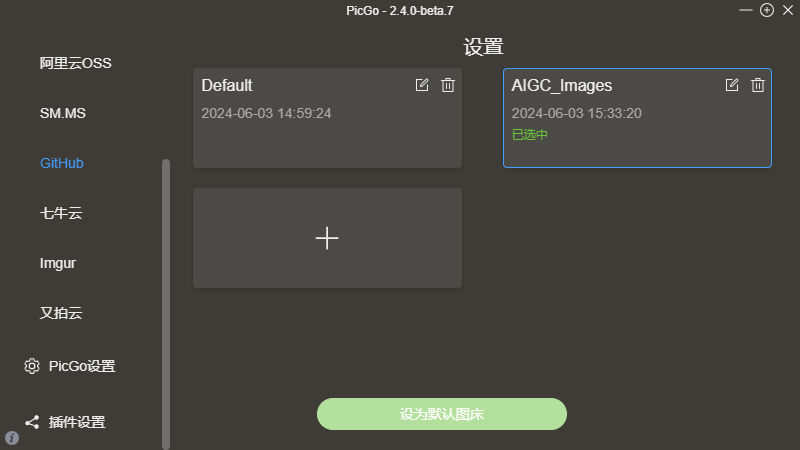 PicGo - 2.4.0-beta.7
阿里云OSS
SM.MS
GitHub
七牛云
Imgur
又拍云
PicGo设置
插件设置
设置
Default
2024-06-03 14:59:24
AIGC_Images
2024-06-03 15:33:20
已选中
设为默认图床